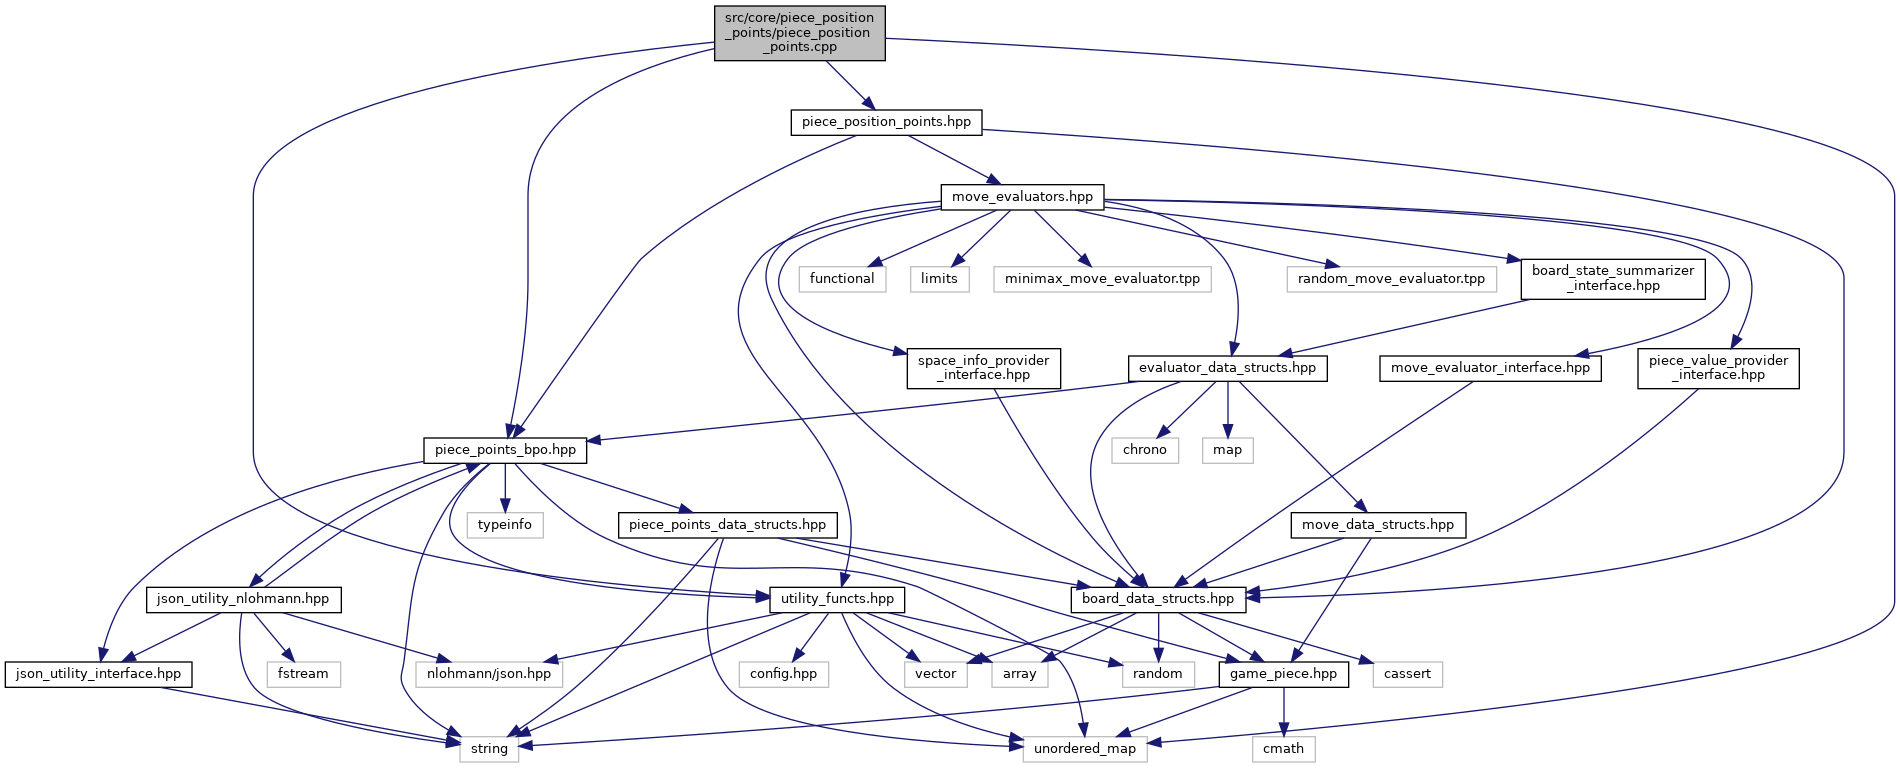 src/core/piece_position
_points/piece_position
_points.cpp
piece_position_points.hpp
move_evaluators.hpp
functional
limits
minimax_move_evaluator.tpp
random_move_evaluator.tpp
board_state_summarizer
_interface.hpp
space_info_provider
_interface.hpp
evaluator_data_structs.hpp
move_evaluator_interface.hpp
piece_value_provider
_interface.hpp
piece_points_bpo.hpp
chrono
map
typeinfo
piece_points_data_structs.hpp
move_data_structs.hpp
json_utility_nlohmann.hpp
utility_functs.hpp
board_data_structs.hpp
json_utility_interface.hpp
fstream
nlohmann/json.hpp
config.hpp
vector
array
random
game_piece.hpp
cassert
string
unordered_map
cmath